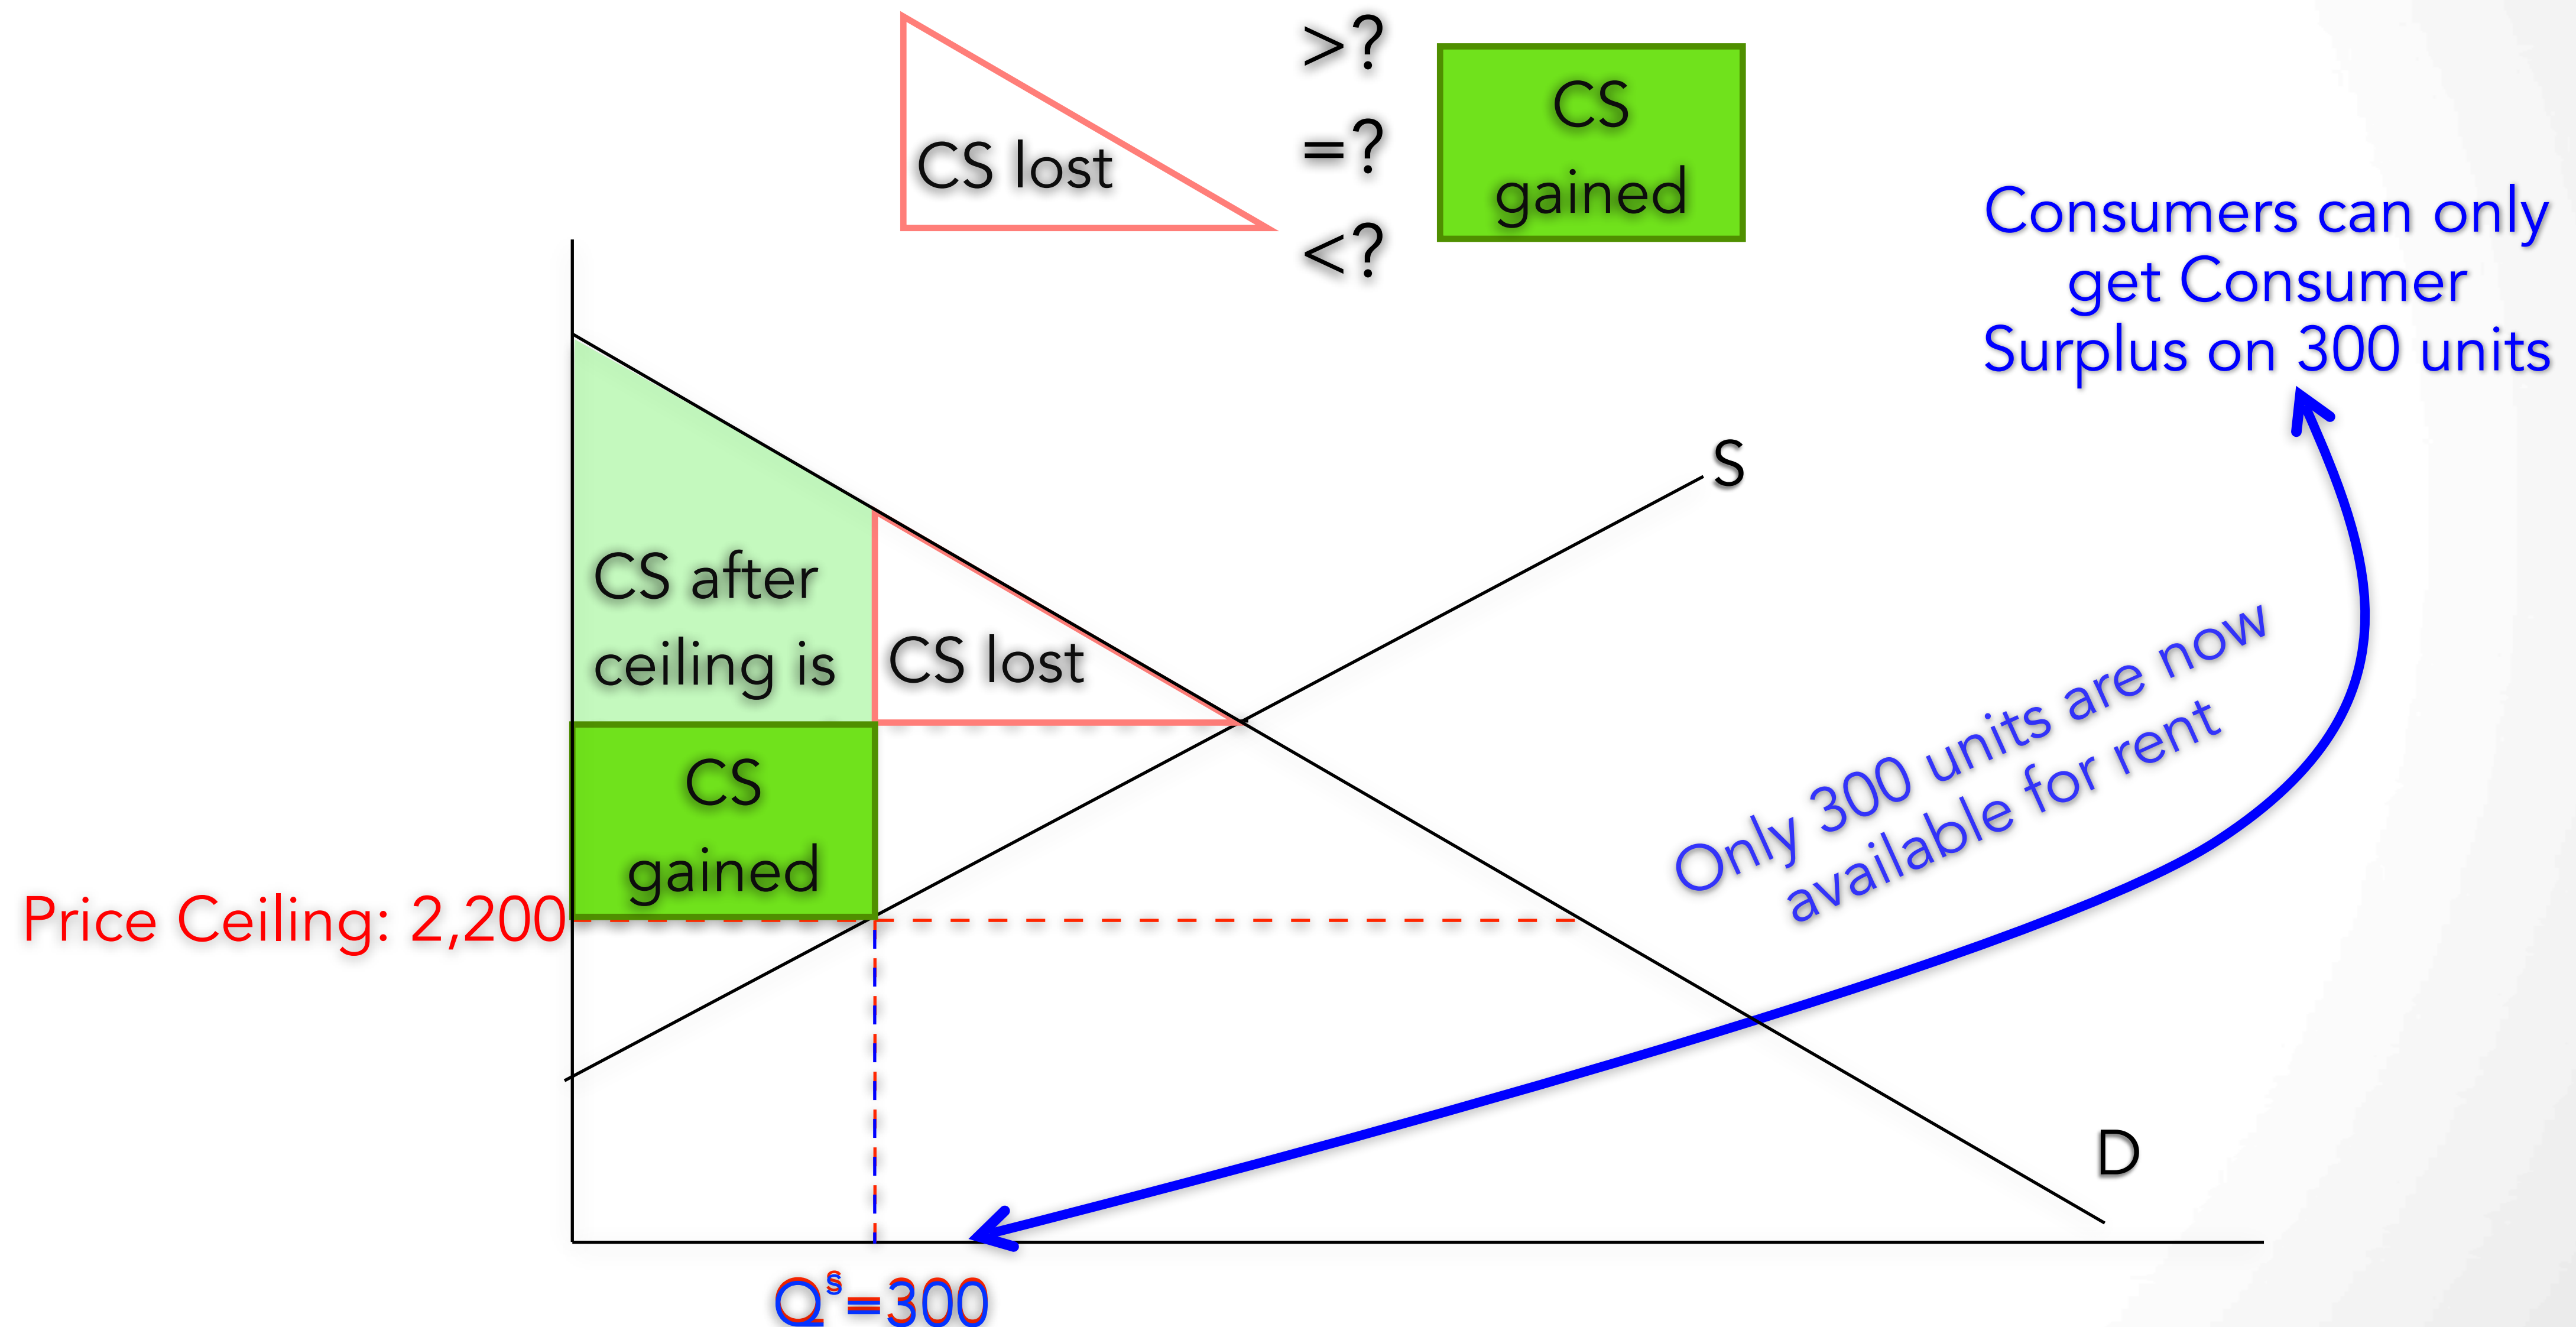 CS lost
>?
=?
<?
CS
gained
Consumers can only
get Consumer
Surplus on 300 units
S
CS after
ceiling is
CS lost
CS
gained
Only 300 units are now
available for rent
Price Ceiling: 2,200
D
Qˢ=300